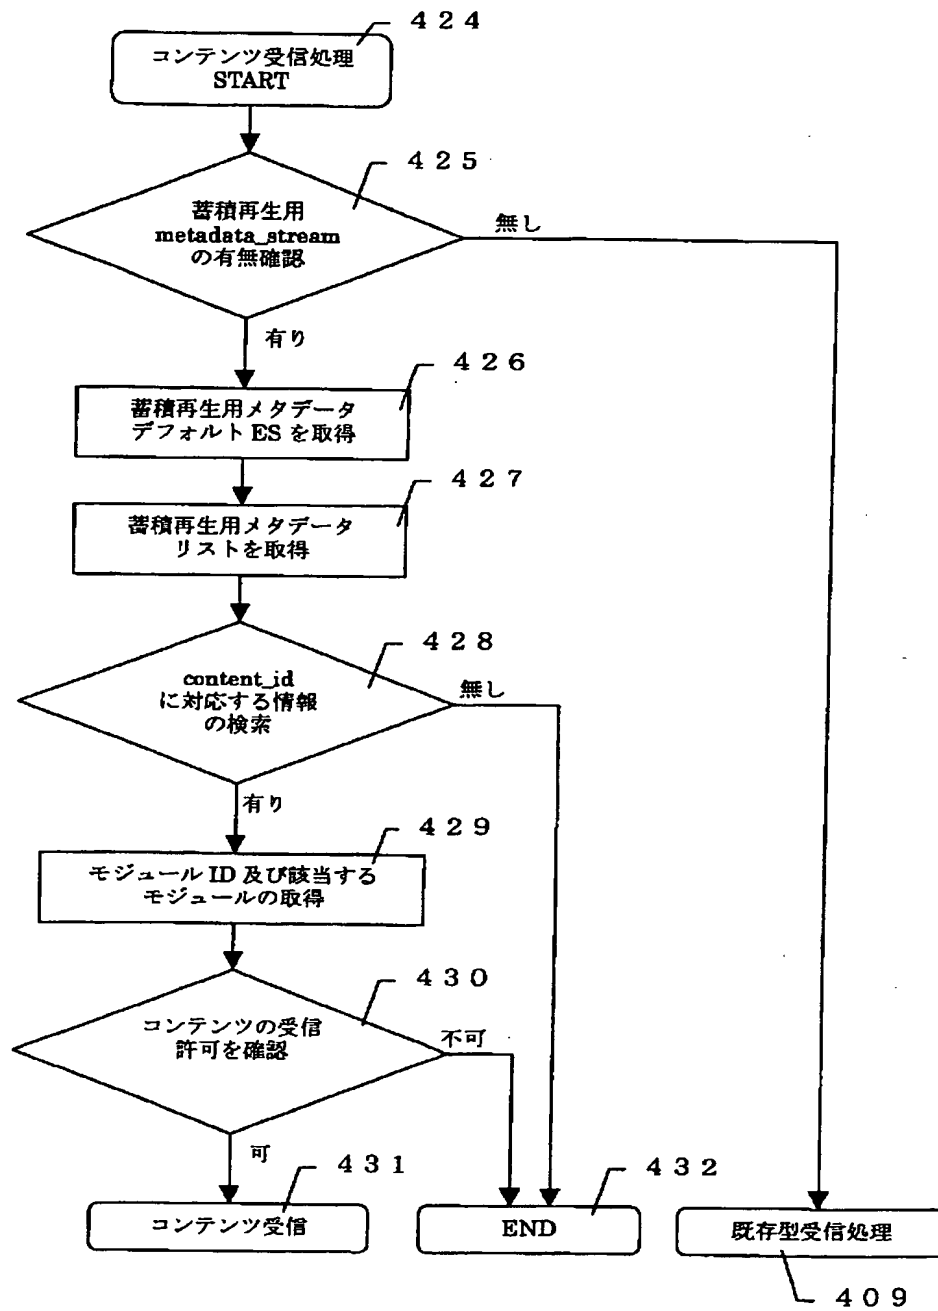 ４２４
コンテンツ受信処理
START
４２５
蓄積再生用
metadata_stream
の有無確認
無し
有り
４２６
蓄積再生用メタデータ
デフォルト ES を取得
４２７
蓄積再生用メタデータ
リストを取得
４２８
content_id
に対応する情報
の検索
無し
有り
４２９
モジュール ID 及び該当する
モジュールの取得
４３０
コンテンツの受信
許可を確認
不可
可
４３１
コンテンツ受信
４３２
END
既存型受信処理
４０９